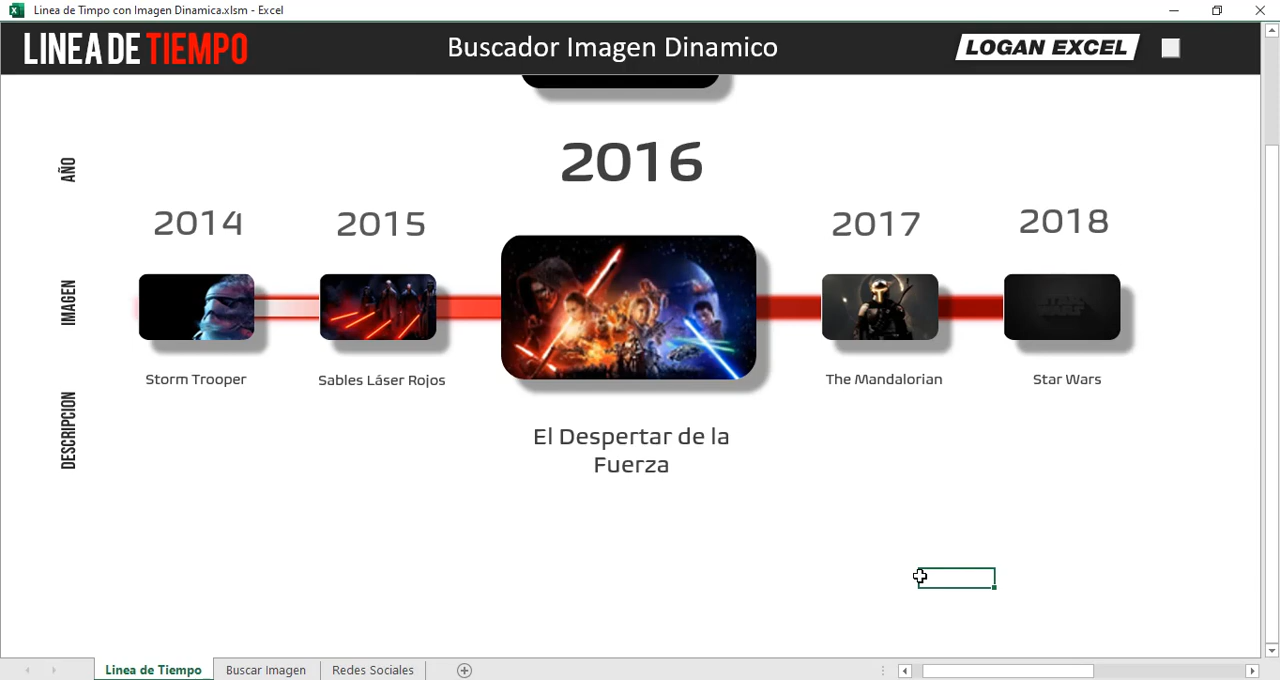 Linea de Timpo con Imagen Dinamica.xlsm - Excel
LINEA DE TIEMPO
Buscador Imagen Dinamico
LOGAN EXCEL
AÑO
2016
2014
2015
2017
2018
IMAGEN
STAR WARS
Storm Trooper
Sables Láser Rojos
The Mandalorian
Star Wars
DESCRIPCION
El Despertar de la
Fuerza
Linea de Tiempo
Buscar Imagen
Redes Sociales